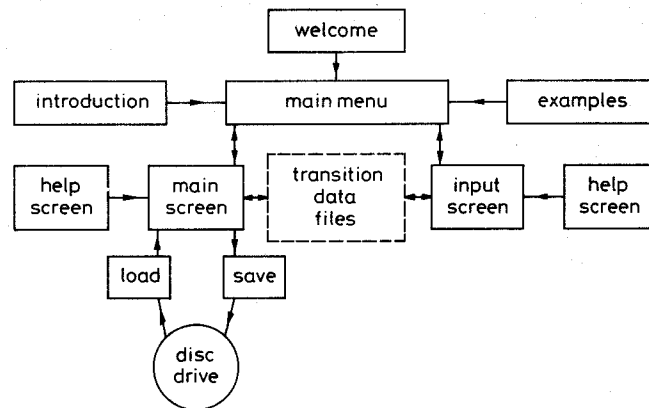 welcome
introduction
main menu
examples
help
screen
main
screen
transition
data
files
input
screen
help
screen
load
save
disc
drive